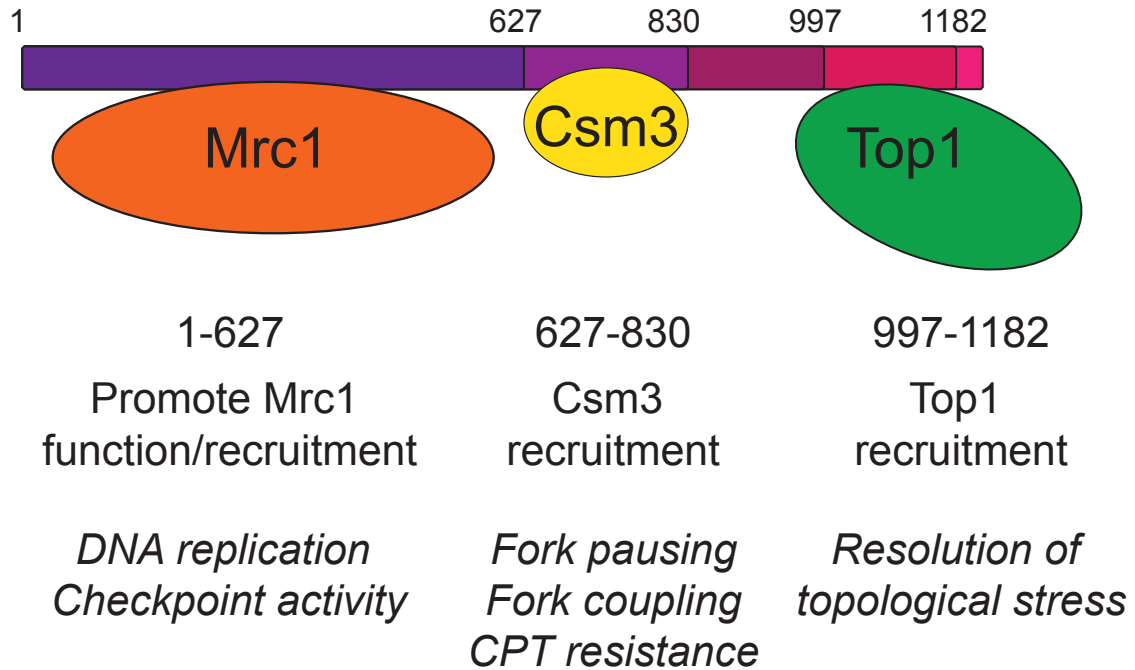 1 627 830 997 1182
Mrc1 Csm3 Top1
1-627 627-830 997-1182
Promote Mrc1 Csm3 Top1
function/recruitment recruitment recruitment
DNA replication Fork pausing Resolution of
Checkpoint activity Fork coupling topological stress
CPT resistance